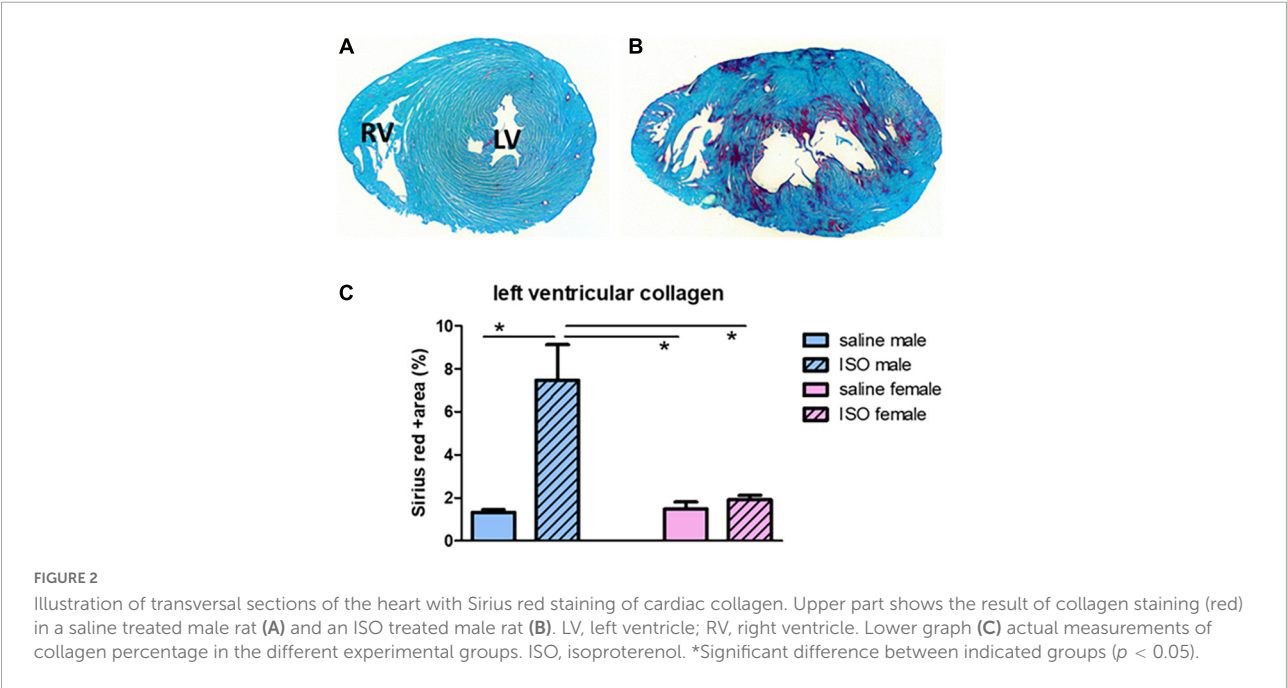 A
B
RV
LV
C
left ventricular collagen
Sirius red +area (%)
10
8
6
4
2
0
*
*
*
saline male
ISO male
saline female
ISO female
FIGURE 2
Illustration of transversal sections of the heart with Sirius red staining of cardiac collagen. Upper part shows the result of collagen staining (red)
in a saline treated male rat (A) and an ISO treated male rat (B). LV, left ventricle; RV, right ventricle. Lower graph (C) actual measurements of
collagen percentage in the different experimental groups. ISO, isoproterenol. *Significant difference between indicated groups (p < 0.05).